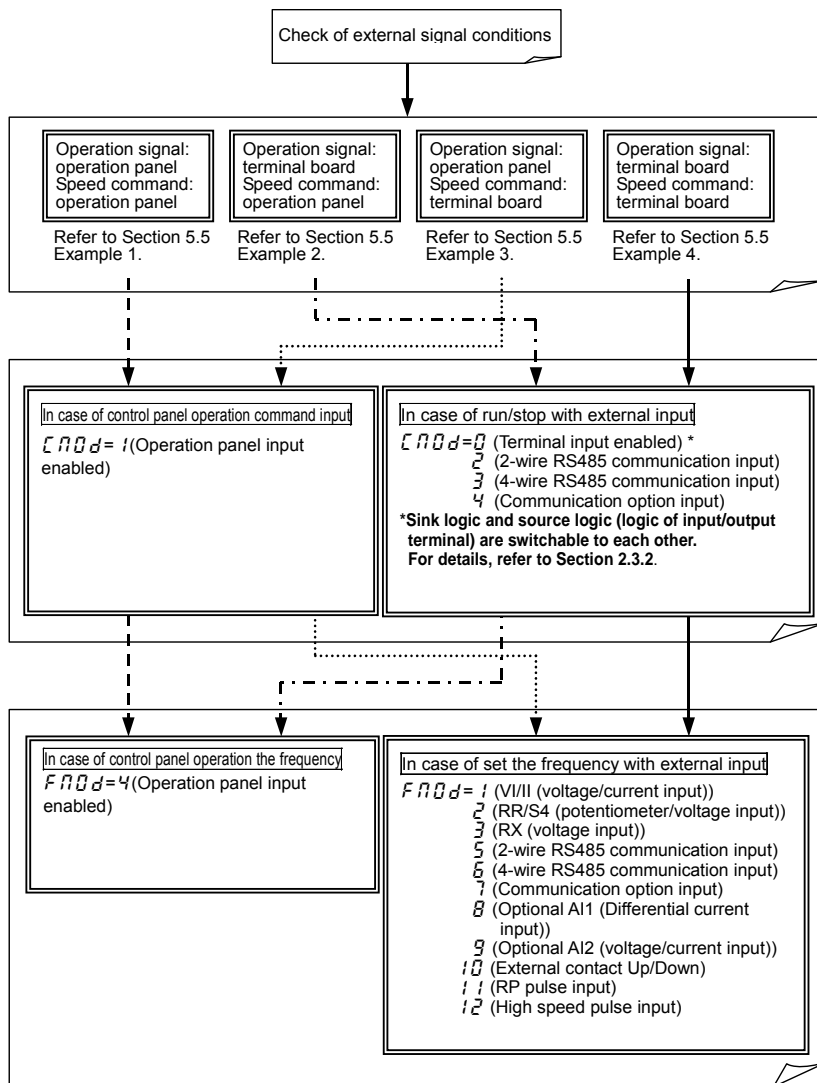 Check of external signal conditions
Operation signal:
operation panel
Speed command:
operation panel
Operation signal:
terminal board
Speed command:
operation panel
Operation signal:
operation panel
Speed command:
terminal board
Operation signal:
terminal board
Speed command:
terminal board
Refer to Section 5.5
Example 1.
Refer to Section 5.5
Example 2.
Refer to Section 5.5
Example 3.
Refer to Section 5.5
Example 4.
In case of control panel operation command input
CMOd=1(Operation panel input
enabled)
In case of run/stop with external input
CMOd=0 (Terminal input enabled) *
2 (2-wire RS485 communication input)
3 (4-wire RS485 communication input)
4 (Communication option input)
*Sink logic and source logic (logic of input/output
terminal) are switchable to each other.
For details, refer to Section 2.3.2.
In case of control panel operation the frequency
FMOd=4(Operation panel input
enabled)
In case of set the frequency with external input
FMOd=1 (VI/II (voltage/current input))
2 (RR/S4 (potentiometer/voltage input))
3 (RX (voltage input))
5 (2-wire RS485 communication input)
6 (4-wire RS485 communication input)
7 (Communication option input)
8 (Optional AI1 (Differential current
input))
9 (Optional AI2 (voltage/current input))
10 (External contact Up/Down)
11 (RP pulse input)
12 (High speed pulse input)